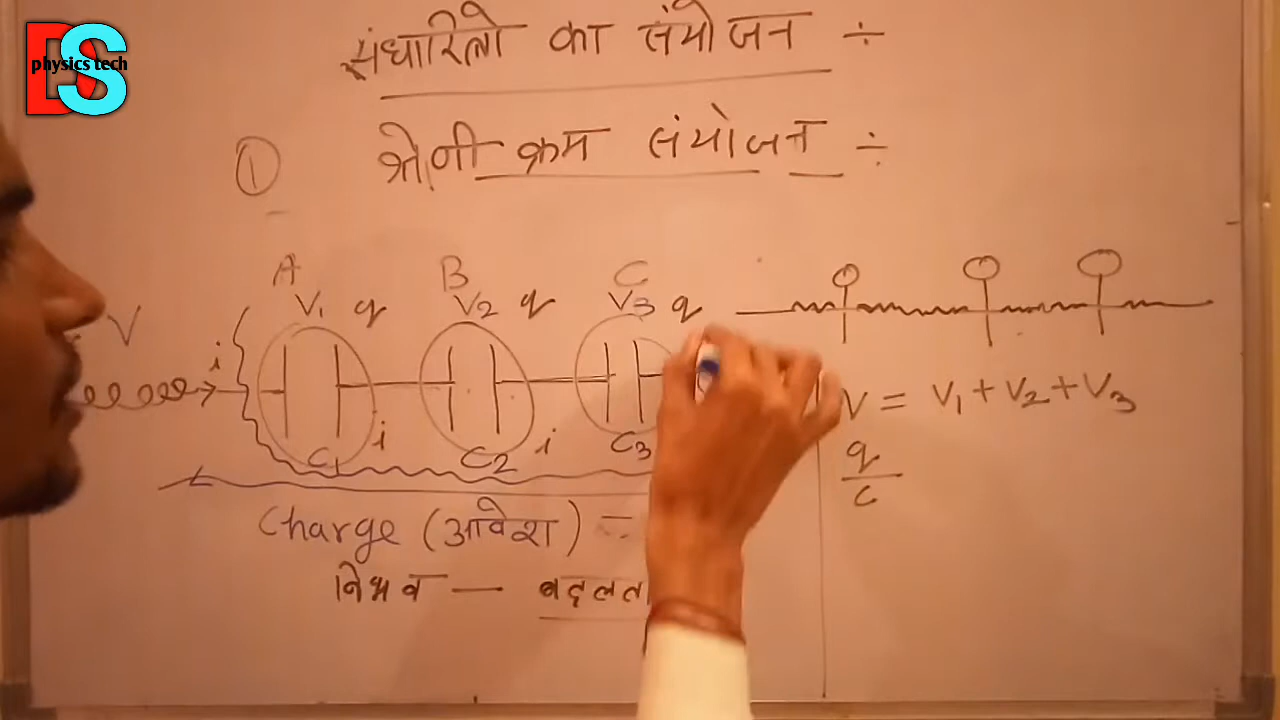 DS
physics tech
संधारित्रो का संयोजन ÷
① श्रेणी क्रम संयोजन ÷
A B C
V V1 q V2 q V3 q
i
V = V1 + V2 + V3
i i
C1 C2 C3
q
c
Charge (आवेश) =
विभव — बदलता